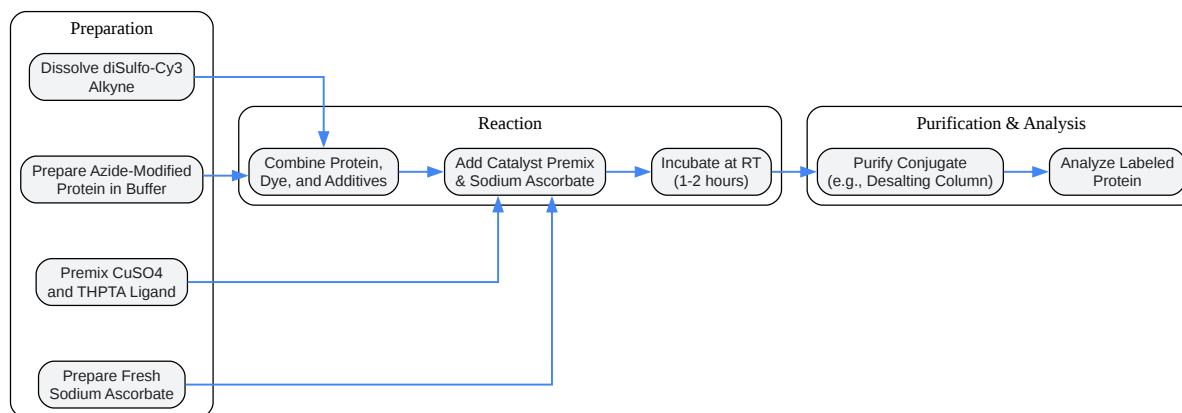 Preparation
Dissolve diSulfo-Cy3
Alkyne
Prepare Azide-Modified
Protein in Buffer
Premix CuSO4
and THPTA Ligand
Prepare Fresh
Sodium Ascorbate
Reaction
Combine Protein,
Dye, and Additives
Add Catalyst Premix
& Sodium Ascorbate
Incubate at RT
(1-2 hours)
Purification & Analysis
Purify Conjugate
(e.g., Desalting Column)
Analyze Labeled
Protein